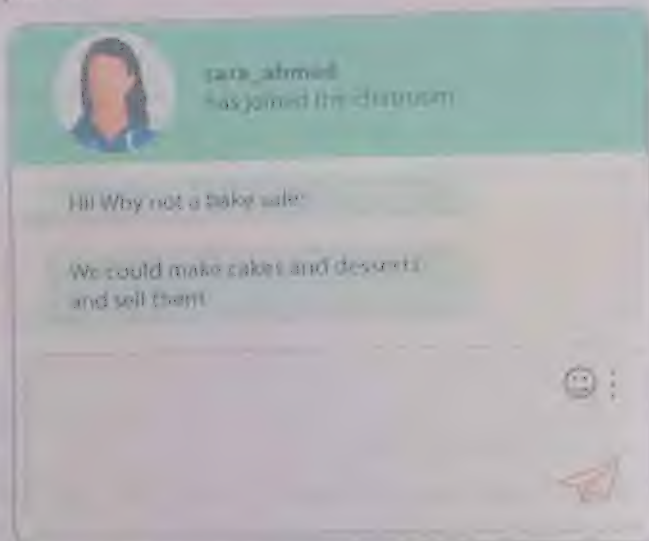 sara_ahmed
has joined the chatroom
Hi! Why not a bake sale?
We could make cakes and desserts
and sell them